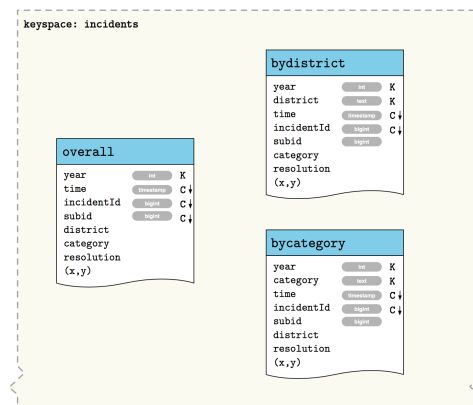 keyspace: incidents
overall
year int K
time timestamp C↓
incidentId bigint C↓
subid bigint C↓
district
category
resolution
(x,y)
bydistrict
year int K
district text K
time timestamp C↓
incidentId bigint C↓
subid bigint
category
resolution
(x,y)
bycategory
year int K
category text K
time timestamp C↓
incidentId bigint C↓
subid bigint
district
resolution
(x,y)